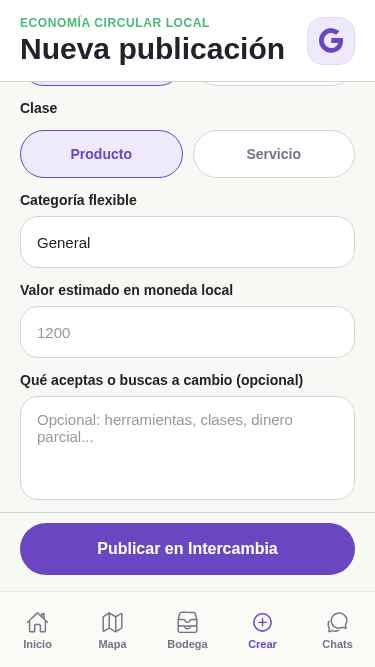 ECONOMÍA CIRCULAR LOCAL
Nueva publicación
G
Clase
Producto
Servicio
Categoría flexible
General
Valor estimado en moneda local
1200
Qué aceptas o buscas a cambio (opcional)
Opcional: herramientas, clases, dinero
parcial...
Publicar en Intercambia
Inicio
Mapa
Bodega
Crear
Chats